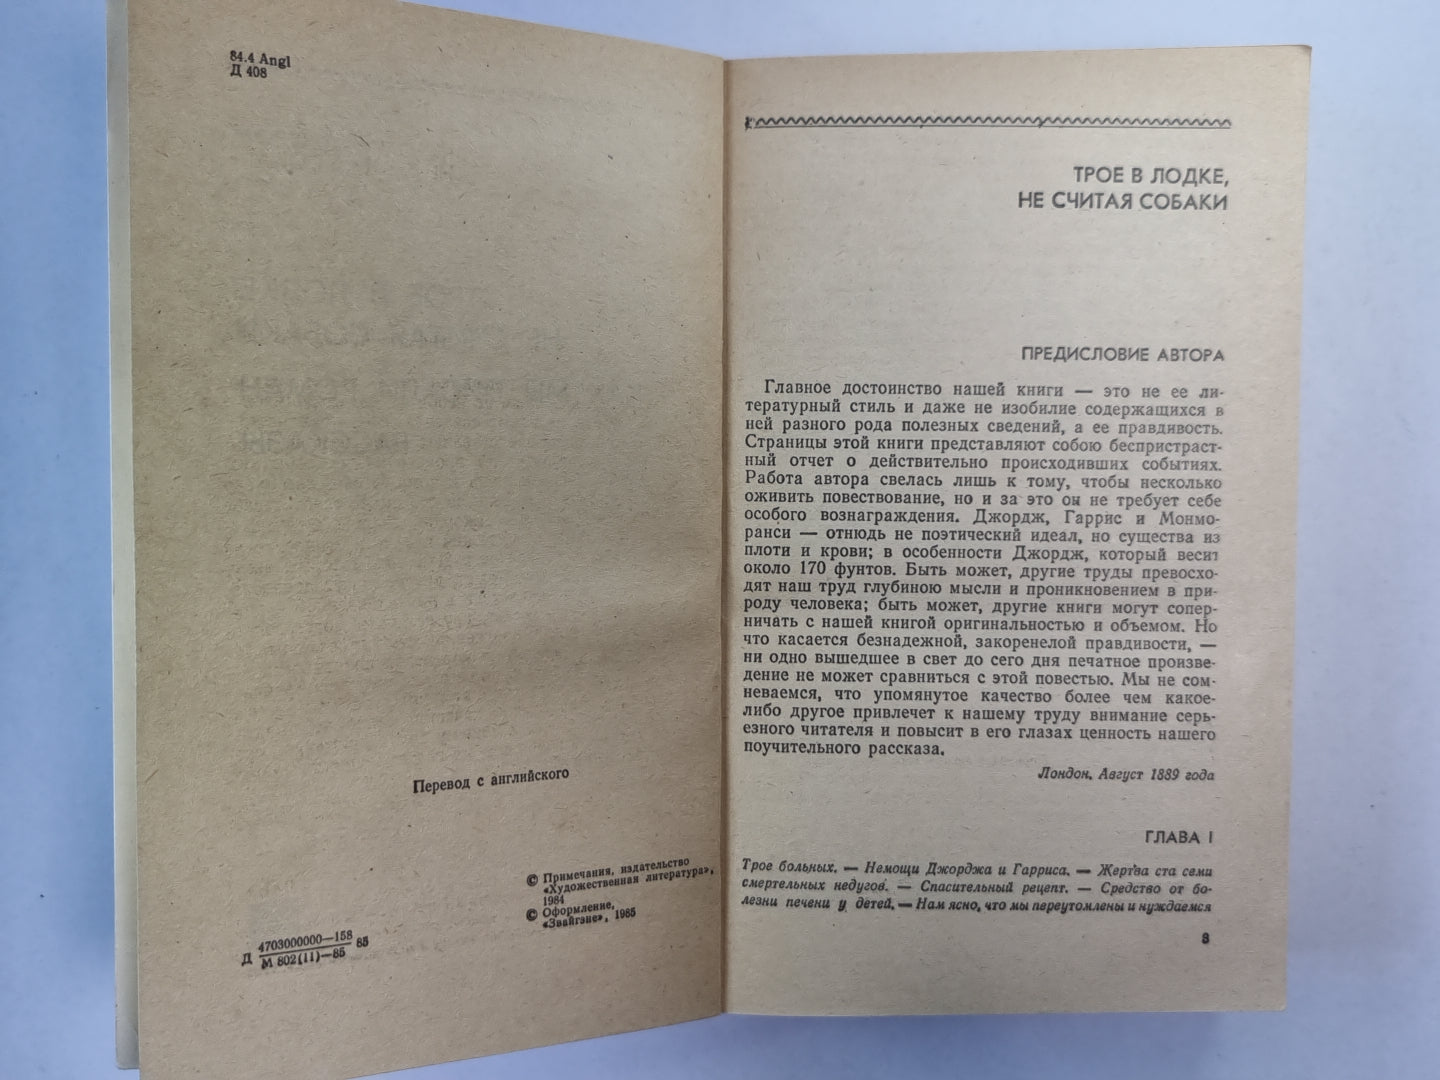 84.4 Angl
Д 408
Перевод с английского
© Примечания, издательство
«Художественная литература»,
1984
© Оформление,
«Звайгзне», 1985
Д 4703000000—158 85
М 802(11)—85
ТРОЕ В ЛОДКЕ,
НЕ СЧИТАЯ СОБАКИ
ПРЕДИСЛОВИЕ АВТОРА
Главное достоинство нашей книги — это не ее ли-
тературный стиль и даже не изобилие содержащихся в
ней разного рода полезных сведений, а ее правдивость.
Страницы этой книги представляют собою беспристраст-
ный отчет о действительно происходивших событиях.
Работа автора свелась лишь к тому, чтобы несколько
оживить повествование, но и за это он не требует себе
особого вознаграждения. Джордж, Гаррис и Монмо-
ранси — отнюдь не поэтический идеал, но существа из
плоти и крови; в особенности Джордж, который весит
около 170 фунтов. Быть может, другие труды превосхо-
дят наш труд глубиною мысли и проникновением в при-
роду человека; быть может, другие книги могут сопер-
ничать с нашей книгой оригинальностью и объемом. Но
что касается безнадежной, закоренелой правдивости, —
ни одно вышедшее в свет до сего дня печатное произве-
дение не может сравниться с этой повестью. Мы не сом-
неваемся, что упомянутое качество более чем какое-
либо другое привлечет к нашему труду внимание серь-
езного читателя и повысит в его глазах ценность нашего
поучительного рассказа.
Лондон. Август 1889 года
ГЛАВА I
Трое больных. — Немощи Джорджа и Гарриса. — Жертва ста семи
смертельных недугов. — Спасительный рецепт. — Средство от бо-
лезни печени у детей. — Нам ясно, что мы переутомлены и нуждаемся
3